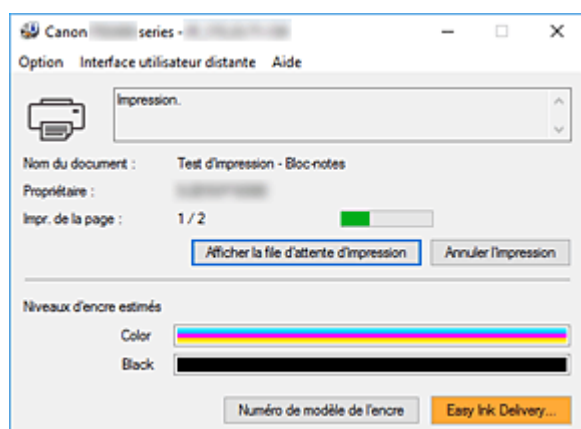 Canon series -
Option Interface utilisateur distante Aide
Impression.
Nom du document : Test d'impression - Bloc-notes
Propriétaire :
Impr. de la page : 1 / 2
Afficher la file d'attente d'impression Annuler l'impression
Niveaux d'encre estimés
Color
Black
Numéro de modèle de l'encre Easy Ink Delivery...